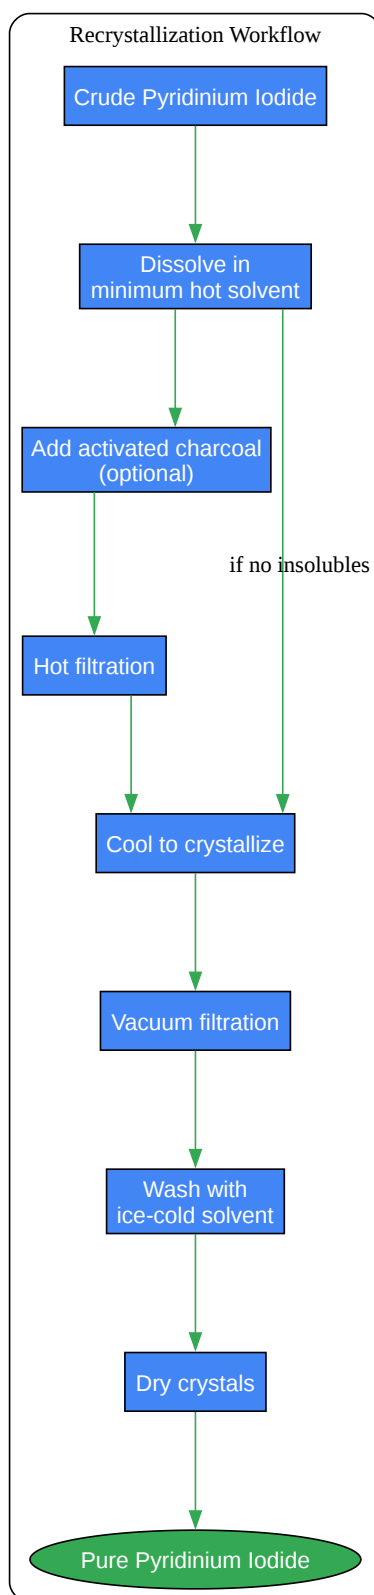 Recrystallization Workflow
Crude Pyridinium Iodide
Dissolve in
minimum hot solvent
Add activated charcoal
(optional)
if no insolubles
Hot filtration
Cool to crystallize
Vacuum filtration
Wash with
ice-cold solvent
Dry crystals
Pure Pyridinium Iodide